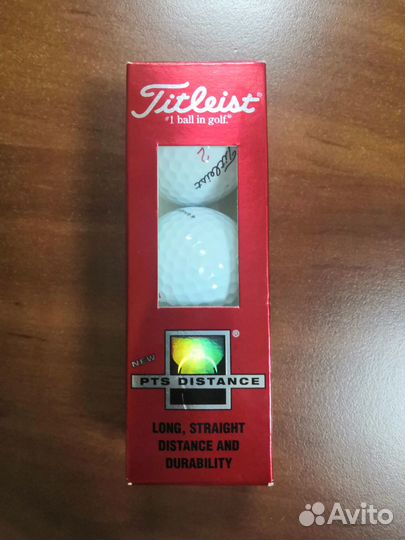 Titleist®
"1 ball in golf."
Titleist
2
®
NEW
PTS DISTANCE
LONG, STRAIGHT
DISTANCE AND
DURABILITY
Avito